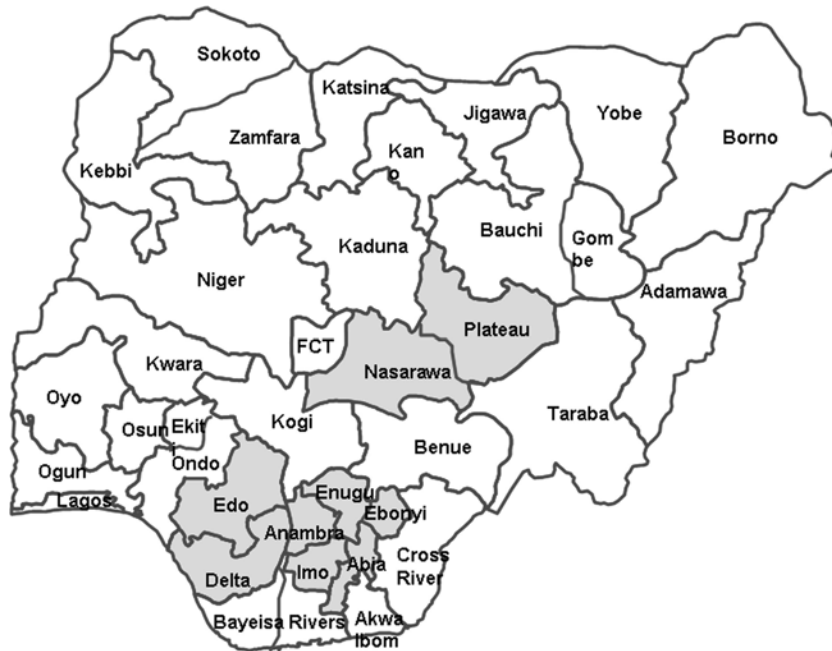 Sokoto
Katsina
Jigawa
Yobe
Borno
Zamfara
Kan
o
Kebbi
Bauchi
Gom
be
Kaduna
Niger
Adamawa
Plateau
FCT
Kwara
Nasarawa
Oyo
Taraba
Kogi
Osun
Ekit
i
Benue
Ogun
Ondo
Lagos
Edo
Enugu
Ebonyi
Anambra
Cross
River
Delta
Imo
Abia
Bayeisa
Rivers
Akwa
Ibom